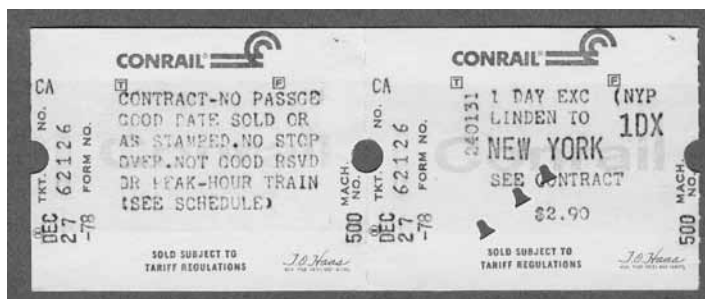 CONRAIL
CA
TKT. NO. 62126
FORM NO.
DEC 27 -78
T
F
CONTRACT-NO PASSGE
GOOD DATE SOLD OR
AS STAMPED.NO STOP
OVER.NOT GOOD RSVD
OR PEAK-HOUR TRAIN
(SEE SCHEDULE)
500 MACH. NO.
SOLD SUBJECT TO
TARIFF REGULATIONS
J.O. Haas
CONRAIL
CA
TKT. NO. 62126
FORM NO.
DEC 27 -78
T
F
240131
1 DAY EXC (NYP
LINDEN TO 1DX
NEW YORK
SEE CONTRACT
$2.90
500 MACH. NO.
Conrail
SOLD SUBJECT TO
TARIFF REGULATIONS
J.O. Haas